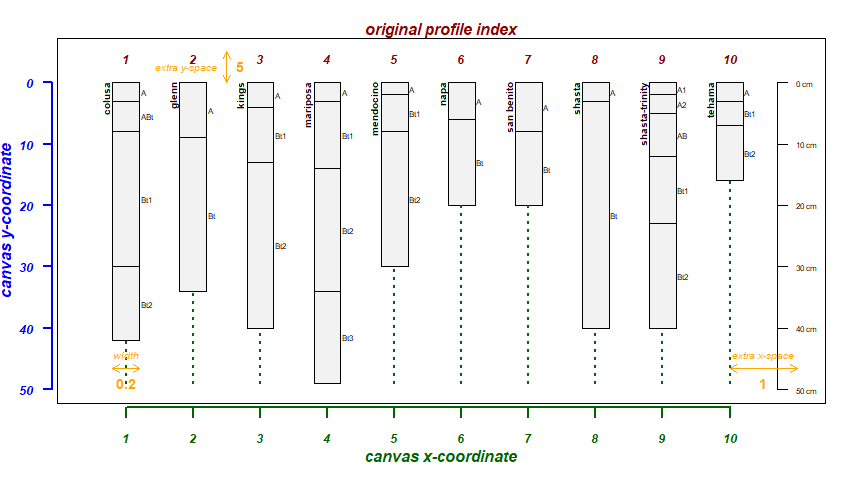 original profile index
1 2 3 4 5 6 7 8 9 10
extra y-space 5
canvas y-coordinate
0
10
20
30
40
50
colusa
A
ABt
Bt1
Bt2
glenn
A
Bt
kings
A
Bt1
Bt2
mariposa
A
Bt1
Bt2
Bt3
mendocino
A
Bt1
Bt2
napa
A
Bt
san benito
A
Bt
shasta
A
Bt
shasta-trinity
A1
A2
AB
Bt1
Bt2
tehama
A
Bt1
Bt2
0 cm
10 cm
20 cm
30 cm
40 cm
50 cm
width
0.2
extra x-space
1
1 2 3 4 5 6 7 8 9 10
canvas x-coordinate